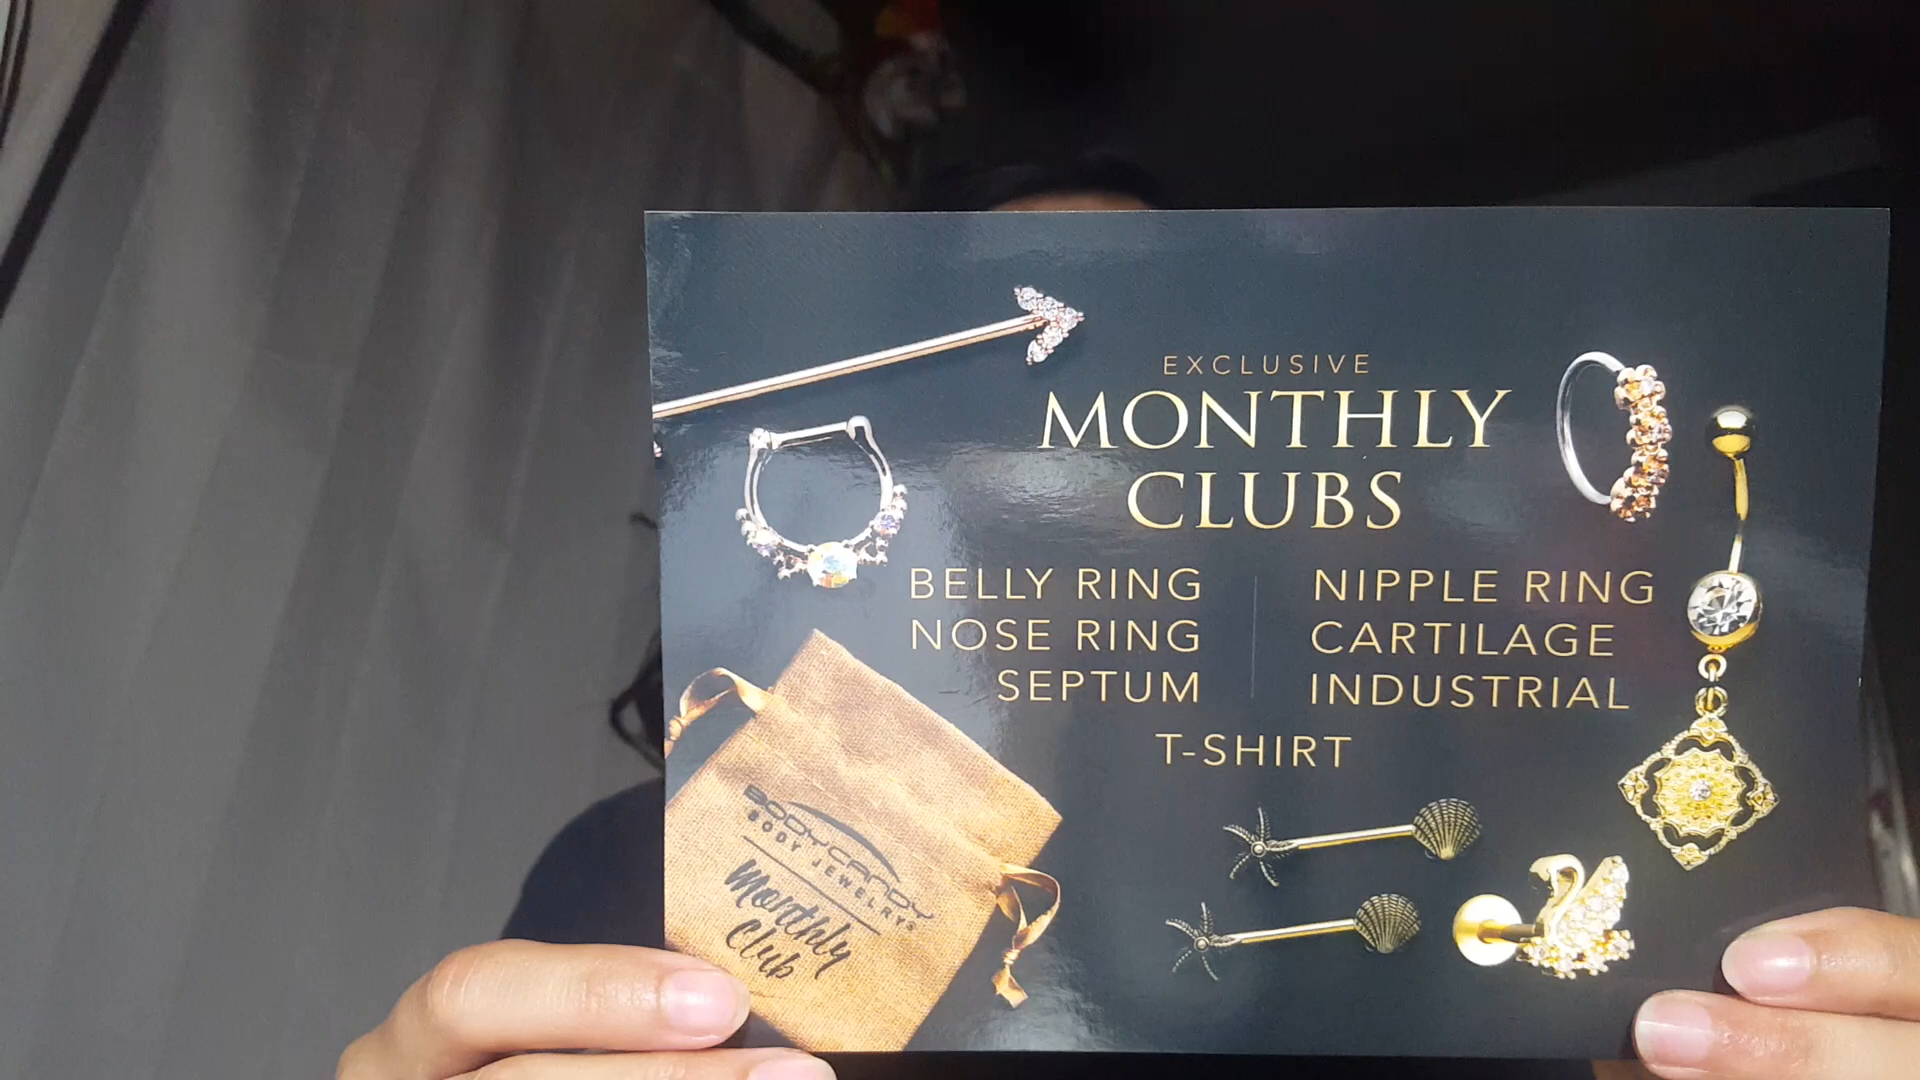 EXCLUSIVE
MONTHLY
CLUBS
BELLY RING
NOSE RING
SEPTUM
NIPPLE RING
CARTILAGE
INDUSTRIAL
T-SHIRT
BODYCANDY
BODY JEWELRY®
Monthly
Club